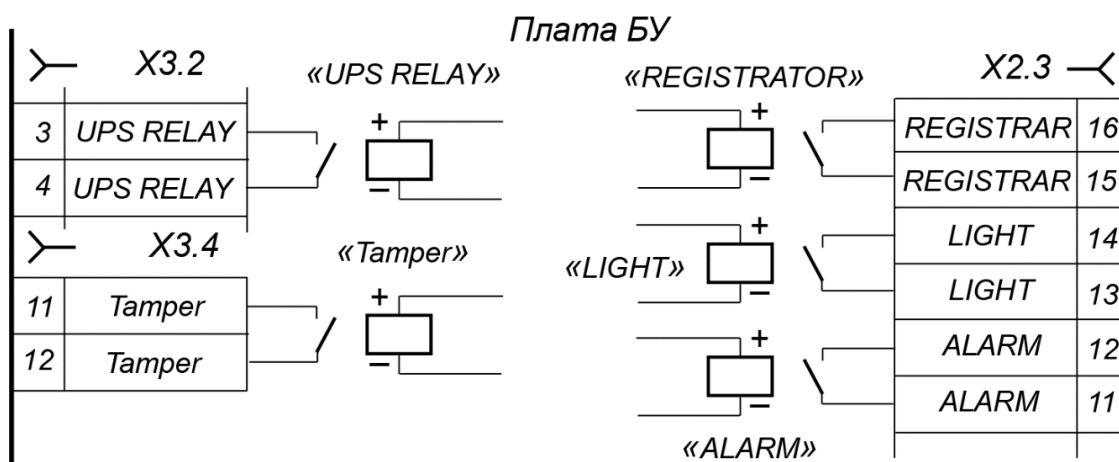 Плата БУ
X3.2
«UPS RELAY»
3 UPS RELAY
4 UPS RELAY
+
−
X3.4
«Tamper»
11 Tamper
12 Tamper
+
−
«REGISTRATOR»
X2.3
+
−
REGISTRAR 16
REGISTRAR 15
«LIGHT»
+
−
LIGHT 14
LIGHT 13
+
−
ALARM 12
ALARM 11
«ALARM»